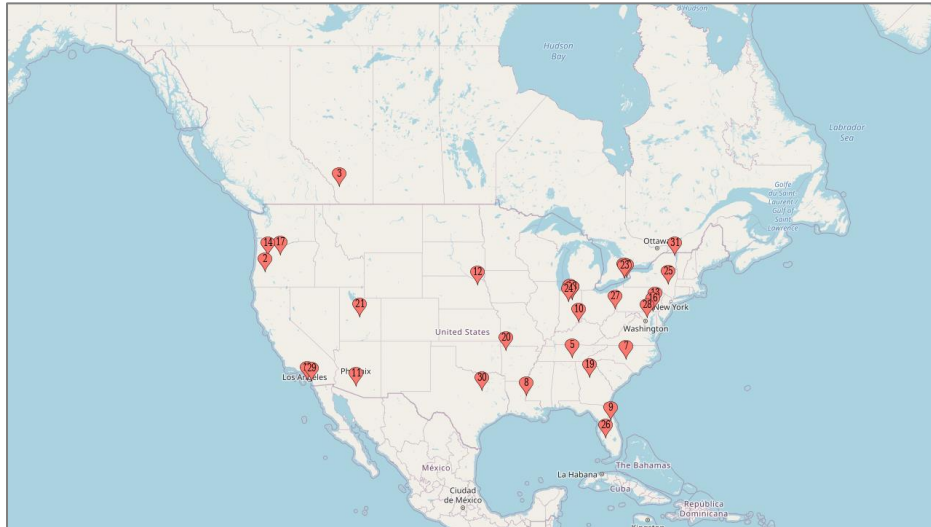 Hudson
Bay
Labrador
Sea
3
Golfe
du Saint-
Laurent
Gulf of
Saint
Lawrence
14
17
Ottawa
31
2
23
25
12
24
13
16
27
21
10
28
New York
Washington
United States
20
5
7
29
Los Angeles
Phoenix
11
19
30
8
9
26
The Bahamas
México
La Habana
Cuba
Ciudad
de México
República
Dominicana
Kingston